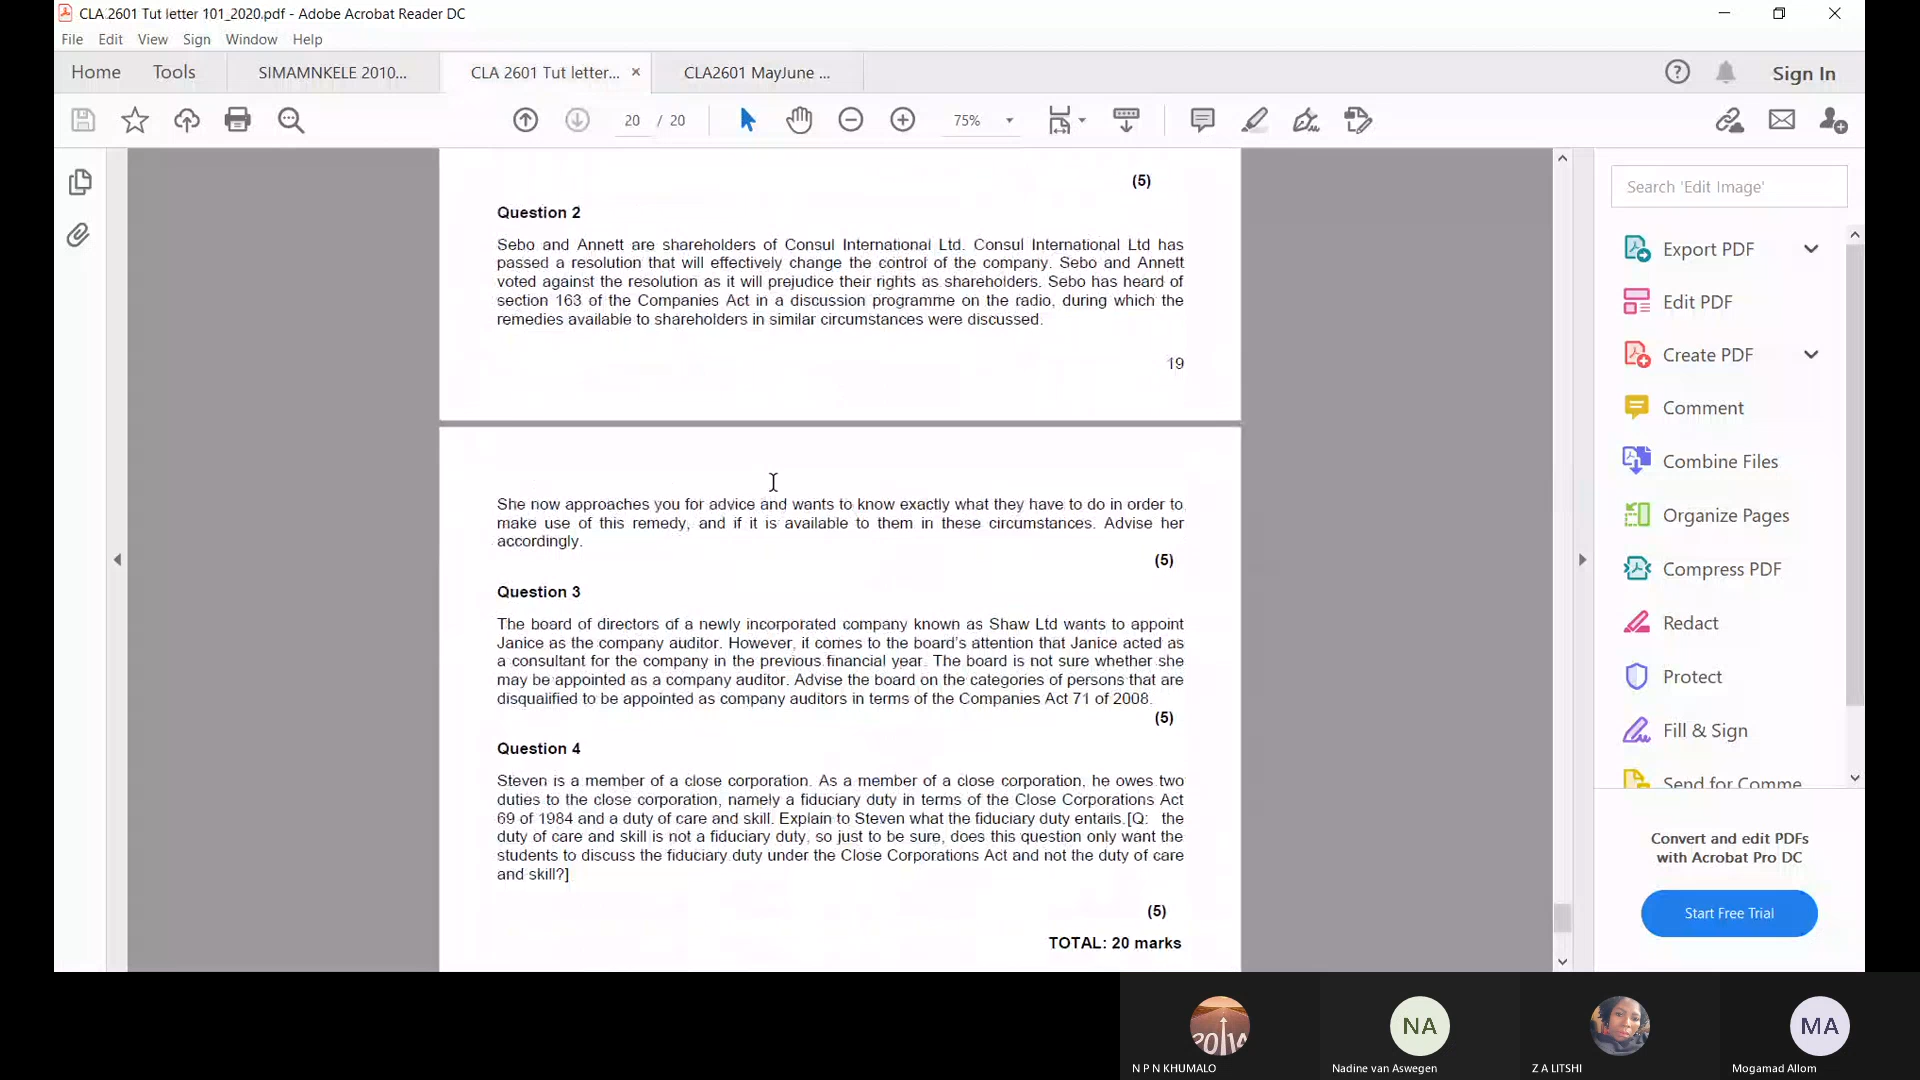 CLA 2601 Tut letter 101_2020.pdf - Adobe Acrobat Reader DC
File Edit View Sign Window Help
Home Tools SIMAMNKELE 2010... CLA 2601 Tut letter... × CLA2601 MayJune ... Sign In
20 / 20 75%
(5)
Question 2
Sebo and Annett are shareholders of Consul International Ltd. Consul International Ltd has
passed a resolution that will effectively change the control of the company. Sebo and Annett
voted against the resolution as it will prejudice their rights as shareholders. Sebo has heard of
section 163 of the Companies Act in a discussion programme on the radio, during which the
remedies available to shareholders in similar circumstances were discussed.
19
She now approaches you for advice and wants to know exactly what they have to do in order to
make use of this remedy, and if it is available to them in these circumstances. Advise her
accordingly.
(5)
Question 3
The board of directors of a newly incorporated company known as Shaw Ltd wants to appoint
Janice as the company auditor. However, it comes to the board's attention that Janice acted as
a consultant for the company in the previous financial year. The board is not sure whether she
may be appointed as a company auditor. Advise the board on the categories of persons that are
disqualified to be appointed as company auditors in terms of the Companies Act 71 of 2008.
(5)
Question 4
Steven is a member of a close corporation. As a member of a close corporation, he owes two
duties to the close corporation, namely a fiduciary duty in terms of the Close Corporations Act
69 of 1984 and a duty of care and skill. Explain to Steven what the fiduciary duty entails.[Q: the
duty of care and skill is not a fiduciary duty, so just to be sure, does this question only want the
students to discuss the fiduciary duty under the Close Corporations Act and not the duty of care
and skill?]
(5)
TOTAL: 20 marks
Search 'Edit Image'
Export PDF
Edit PDF
Create PDF
Comment
Combine Files
Organize Pages
Compress PDF
Redact
Protect
Fill & Sign
Send for Comme
Convert and edit PDFs
with Acrobat Pro DC
Start Free Trial
2014
NA
MA
N P N KHUMALO
Nadine van Aswegen
Z A LITSHI
Mogamad Allom